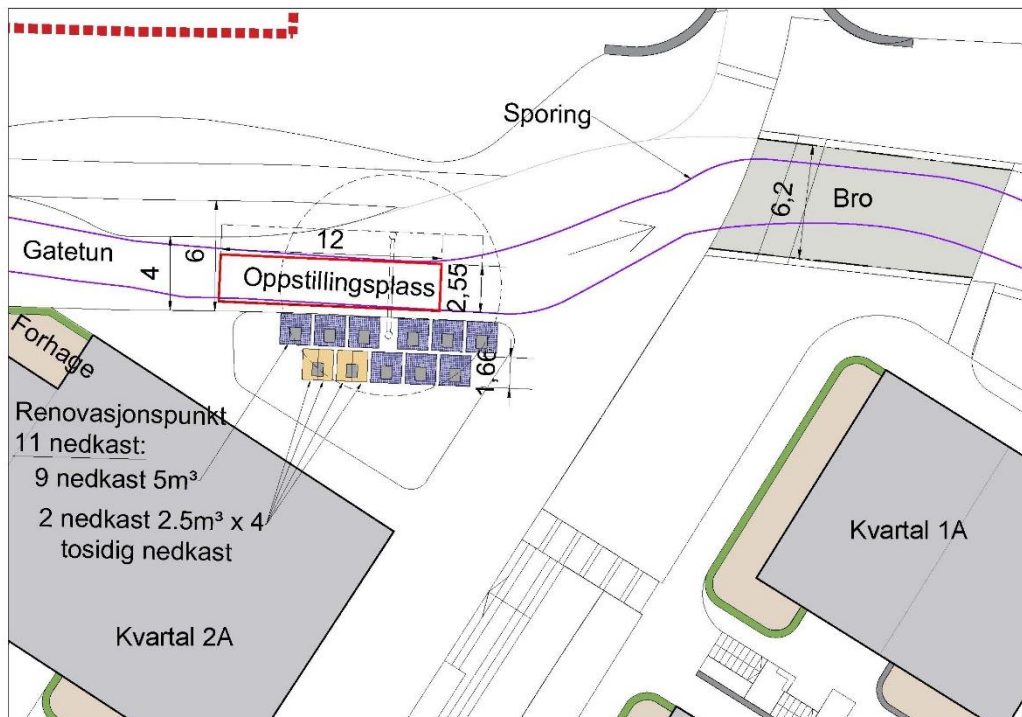 Sporing
Bro
6,2
Gatetun
4
6
12
Oppstillingsplass
2,55
1,66
Forhage
Renovasjonspunkt
11 nedkast:
9 nedkast 5m³
2 nedkast 2.5m³ x 4
tosidig nedkast
Kvartal 2A
Kvartal 1A